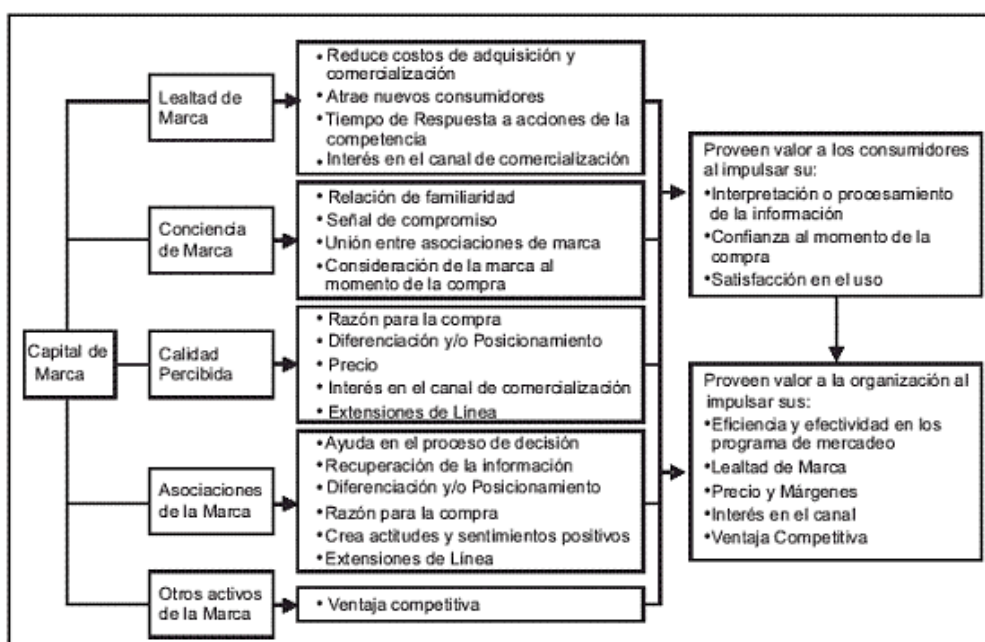 Lealtad de
Marca
• Reduce costos de adquisición y
comercialización
• Atrae nuevos consumidores
• Tiempo de Respuesta a acciones de la
competencia
• Interés en el canal de comercialización
Conciencia
de Marca
• Relación de familiaridad
• Señal de compromiso
• Unión entre asociaciones de marca
• Consideración de la marca al
momento de la compra
Capital de
Marca
Calidad
Percibida
• Razón para la compra
• Diferenciación y/o Posicionamiento
• Precio
• Interés en el canal de comercialización
• Extensiones de Línea
Asociaciones
de la Marca
• Ayuda en el proceso de decisión
• Recuperación de la información
• Diferenciación y/o Posicionamiento
• Razón para la compra
• Crea actitudes y sentimientos positivos
• Extensiones de Línea
Otros activos
de la Marca
• Ventaja competitiva
Proveen valor a los consumidores
al impulsar su:
• Interpretación o procesamiento
de la información
• Confianza al momento de la
compra
• Satisfacción en el uso
Proveen valor a la organización al
impulsar sus:
• Eficiencia y efectividad en los
programa de mercadeo
• Lealtad de Marca
• Precio y Márgenes
• Interés en el canal
• Ventaja Competitiva